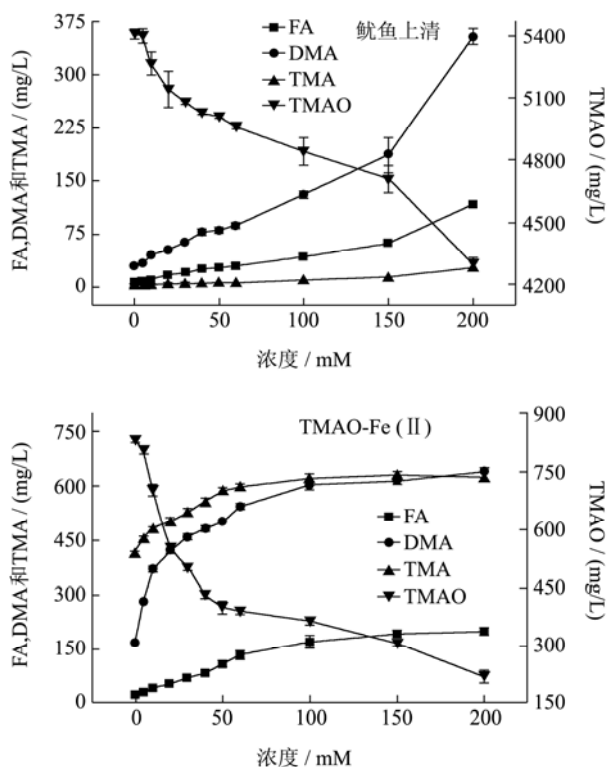 鱿鱼上清
FA
DMA
TMA
TMAO
FA,DMA和TMA / (mg/L)
375
300
225
150
75
0
TMAO / (mg/L)
5400
5100
4800
4500
4200
0 50 100 150 200
浓度 / mM
TMAO-Fe (Ⅱ)
FA
DMA
TMA
TMAO
FA,DMA和TMA / (mg/L)
750
600
450
300
150
0
TMAO / (mg/L)
900
750
600
450
300
150
0 50 100 150 200
浓度 / mM